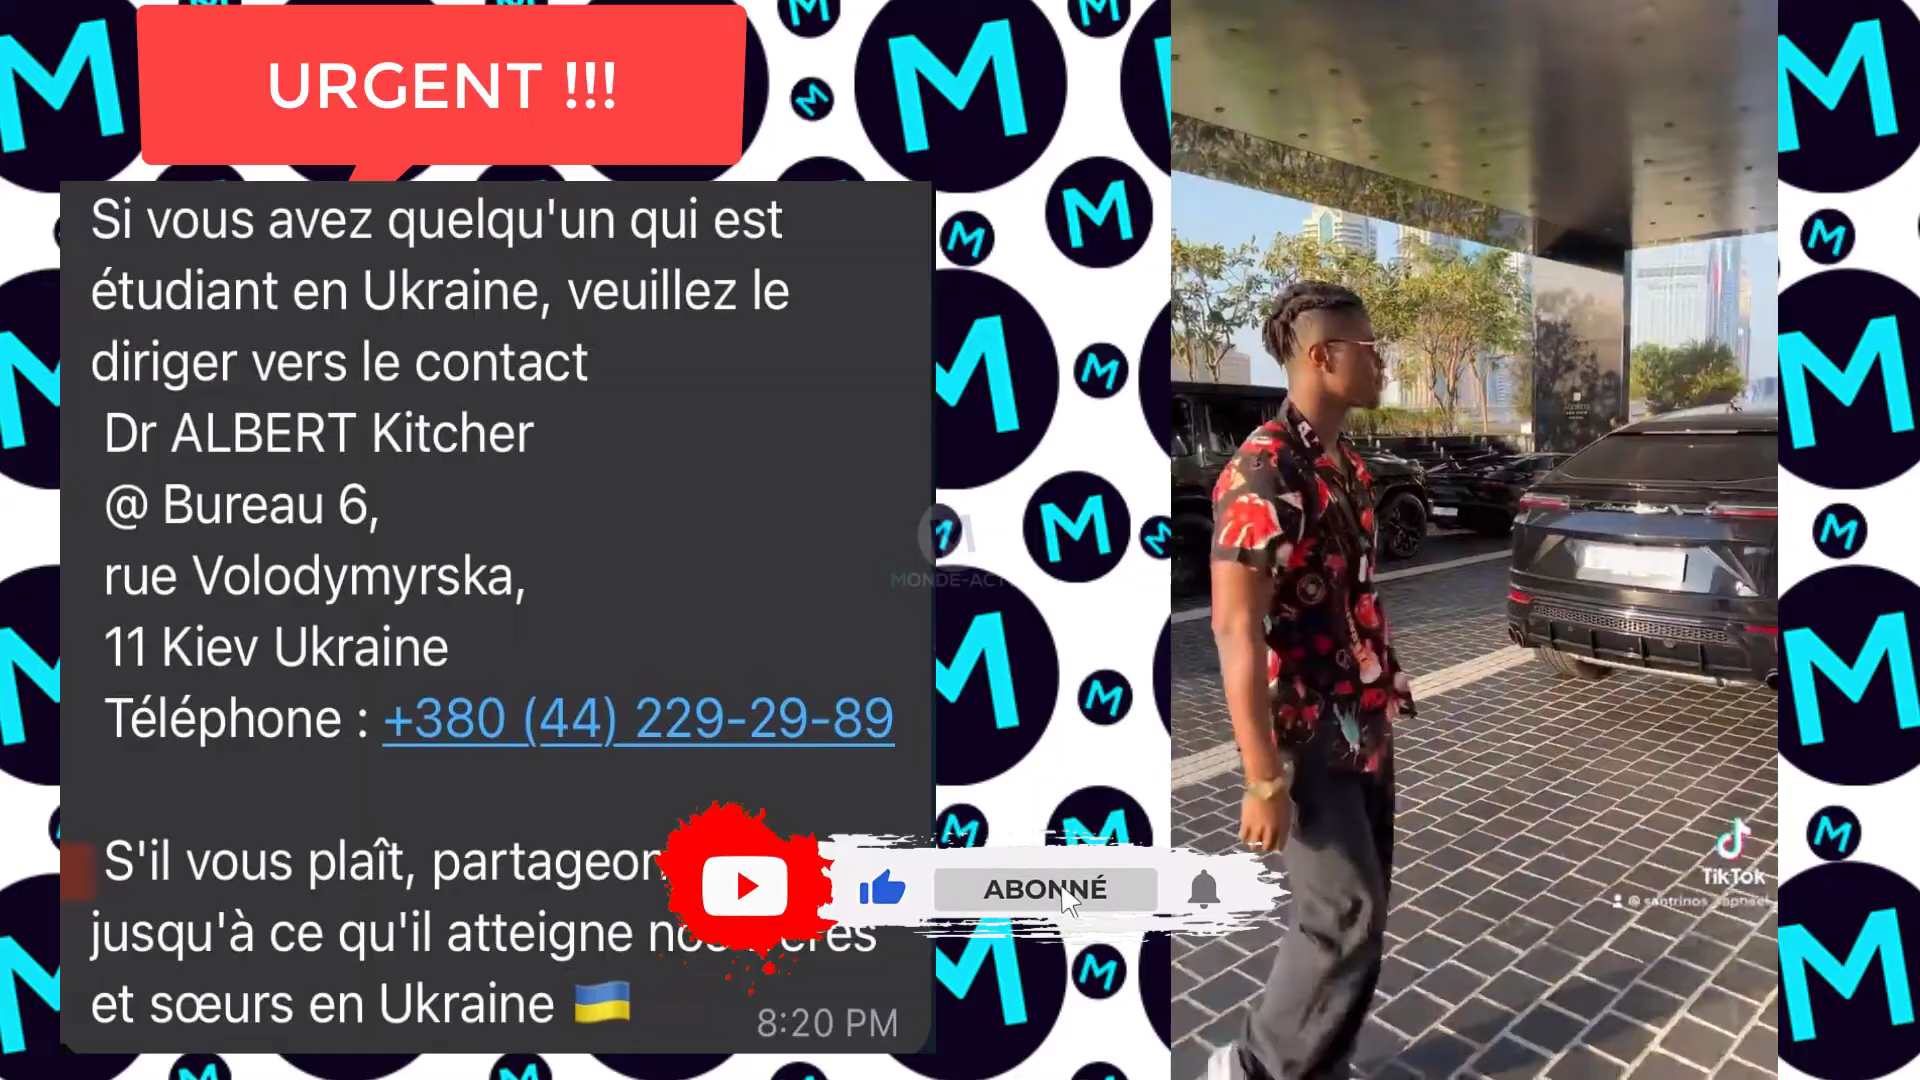 URGENT !!!
Si vous avez quelqu'un qui est
étudiant en Ukraine, veuillez le
diriger vers le contact
Dr ALBERT Kitcher
@ Bureau 6,
rue Volodymyrska,
11 Kiev Ukraine
Téléphone : +380 (44) 229-29-89
S'il vous plaît,
jusqu'à ce qu'il atteigne
et sœurs en Ukraine 🇺🇦
8:20 PM
ABONNÉ
TikTok